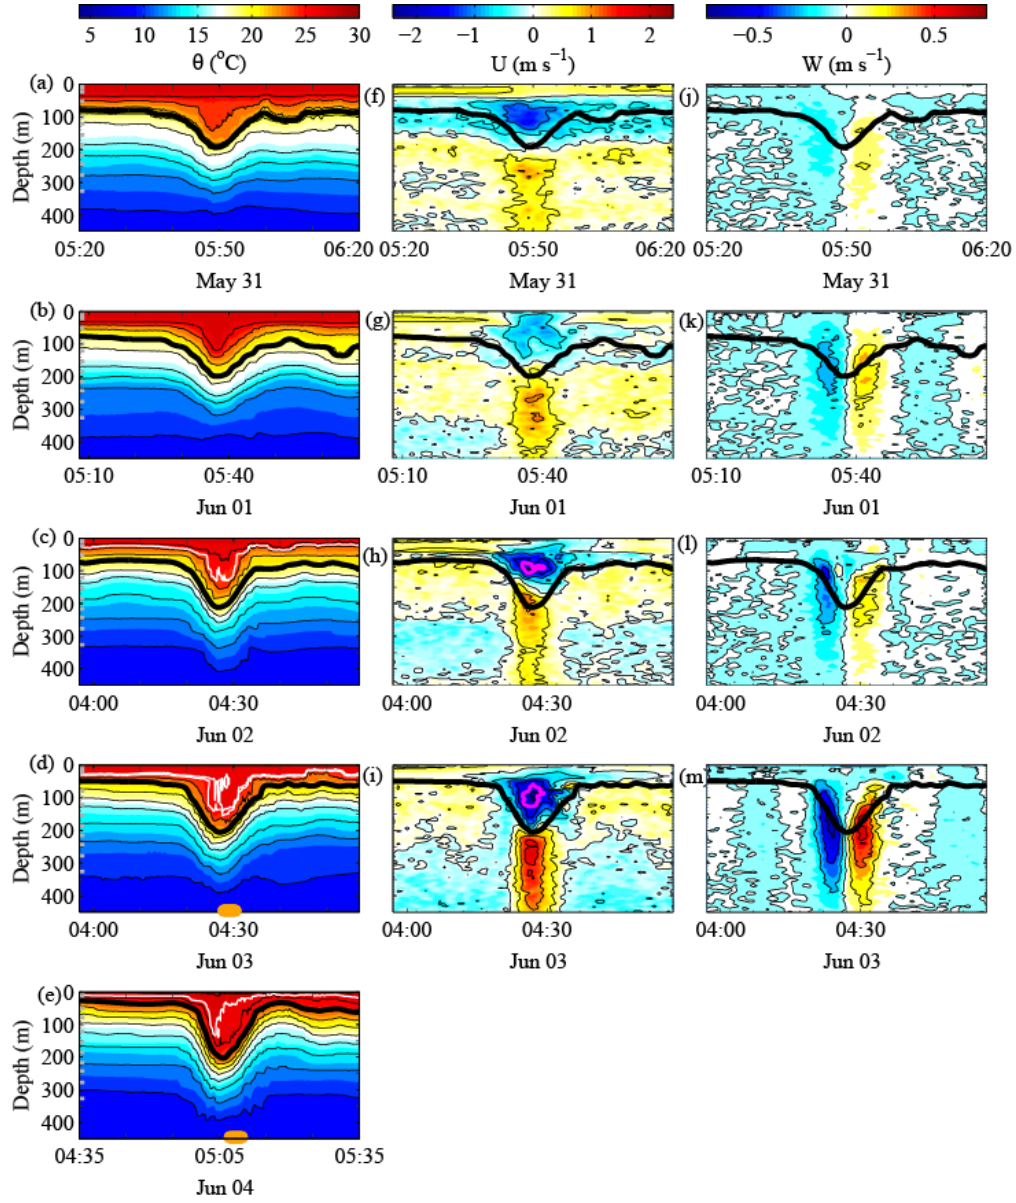 5 10 15 20 25 30 −2 −1 0 1 2 −0.5 0 0.5
θ (°C) U (m s⁻¹) W (m s⁻¹)
(a) (f) (j)
Depth (m) 0 100 200 300 400
05:20 05:50 06:20 05:20 05:50 06:20 05:20 05:50 06:20
May 31 May 31 May 31
(b) (g) (k)
Depth (m) 0 100 200 300 400
05:10 05:40 05:10 05:40 05:10 05:40
Jun 01 Jun 01 Jun 01
(c) (h) (l)
Depth (m) 0 100 200 300 400
04:00 04:30 04:00 04:30 04:00 04:30
Jun 02 Jun 02 Jun 02
(d) (i) (m)
Depth (m) 0 100 200 300 400
04:00 04:30 04:00 04:30 04:00 04:30
Jun 03 Jun 03 Jun 03
(e)
Depth (m) 0 100 200 300 400
04:35 05:05 05:35
Jun 04